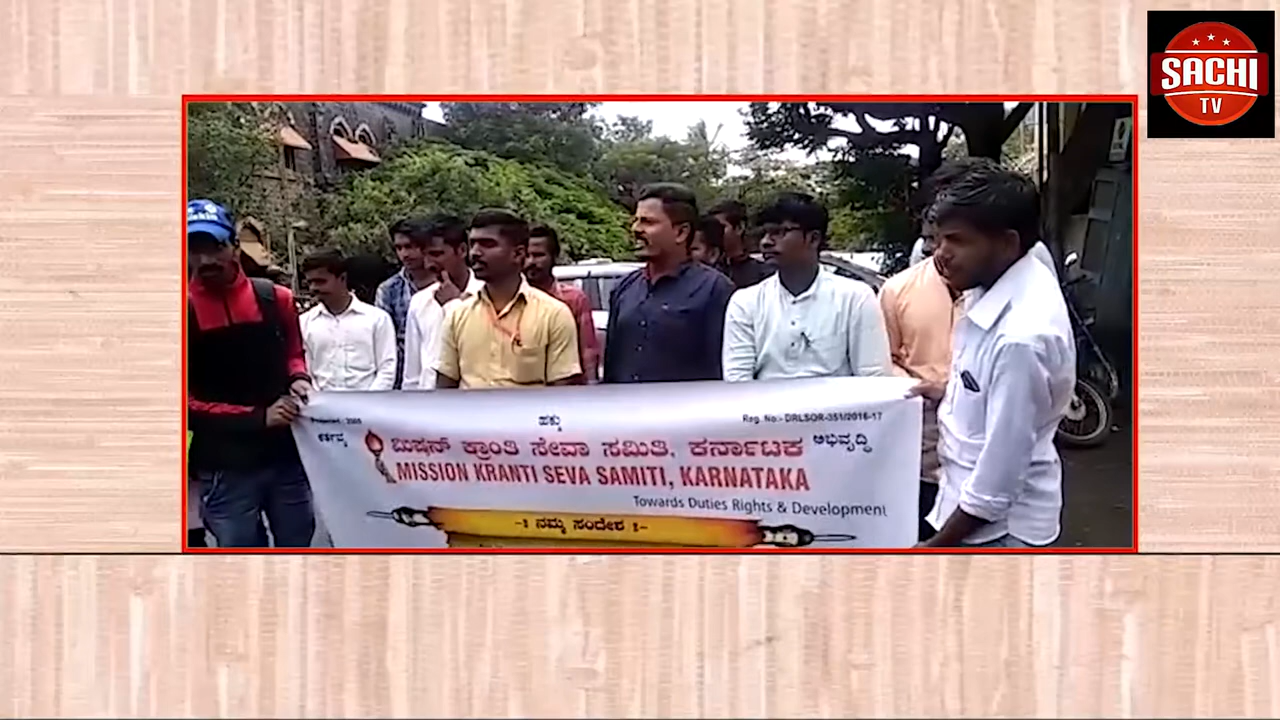 SACHI
TV
ಹಕ್ಕು
Reg. No:- DRLSOR-351/2016-17
ಕರ್ತವ್ಯ
ಮಿಷನ್ ಕ್ರಾಂತಿ ಸೇವಾ ಸಮಿತಿ, ಕರ್ನಾಟಕ
ಅಭಿವೃದ್ಧಿ
MISSION KRANTI SEVA SAMITI, KARNATAKA
Towards Duties Rights & Development
ನಮ್ಮ ಸಂದೇಶ